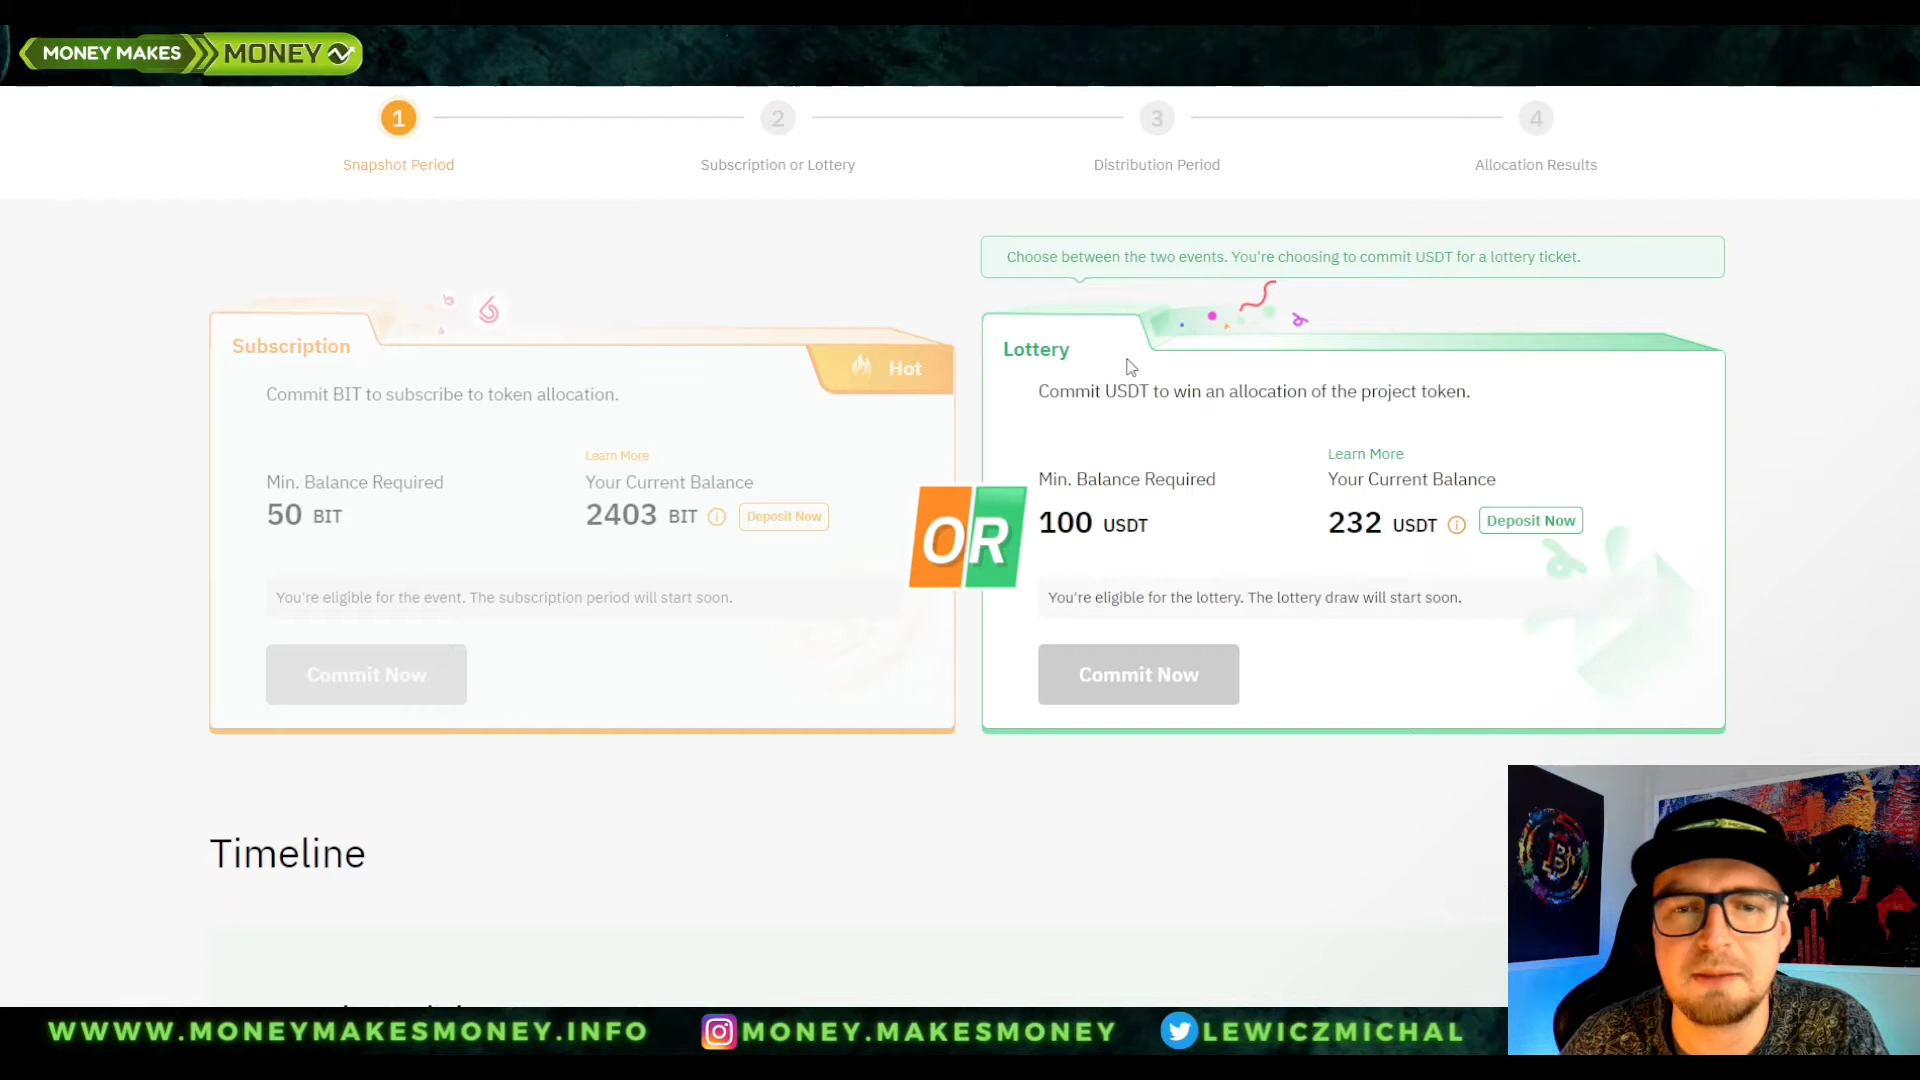 MONEY MAKES MONEY
1
2
3
4
Snapshot Period
Subscription or Lottery
Distribution Period
Allocation Results
Choose between the two events. You're choosing to commit USDT for a lottery ticket.
Subscription
Hot
Commit BIT to subscribe to token allocation.
Learn More
Min. Balance Required
Your Current Balance
50 BIT
2403 BIT
Deposit Now
You're eligible for the event. The subscription period will start soon.
Commit Now
OR
Lottery
Commit USDT to win an allocation of the project token.
Learn More
Min. Balance Required
Your Current Balance
100 USDT
232 USDT
Deposit Now
You're eligible for the lottery. The lottery draw will start soon.
Commit Now
Timeline
WWWW.MONEYMAKESMONEY.INFO
MONEY.MAKESMONEY
LEWICZMICHAL